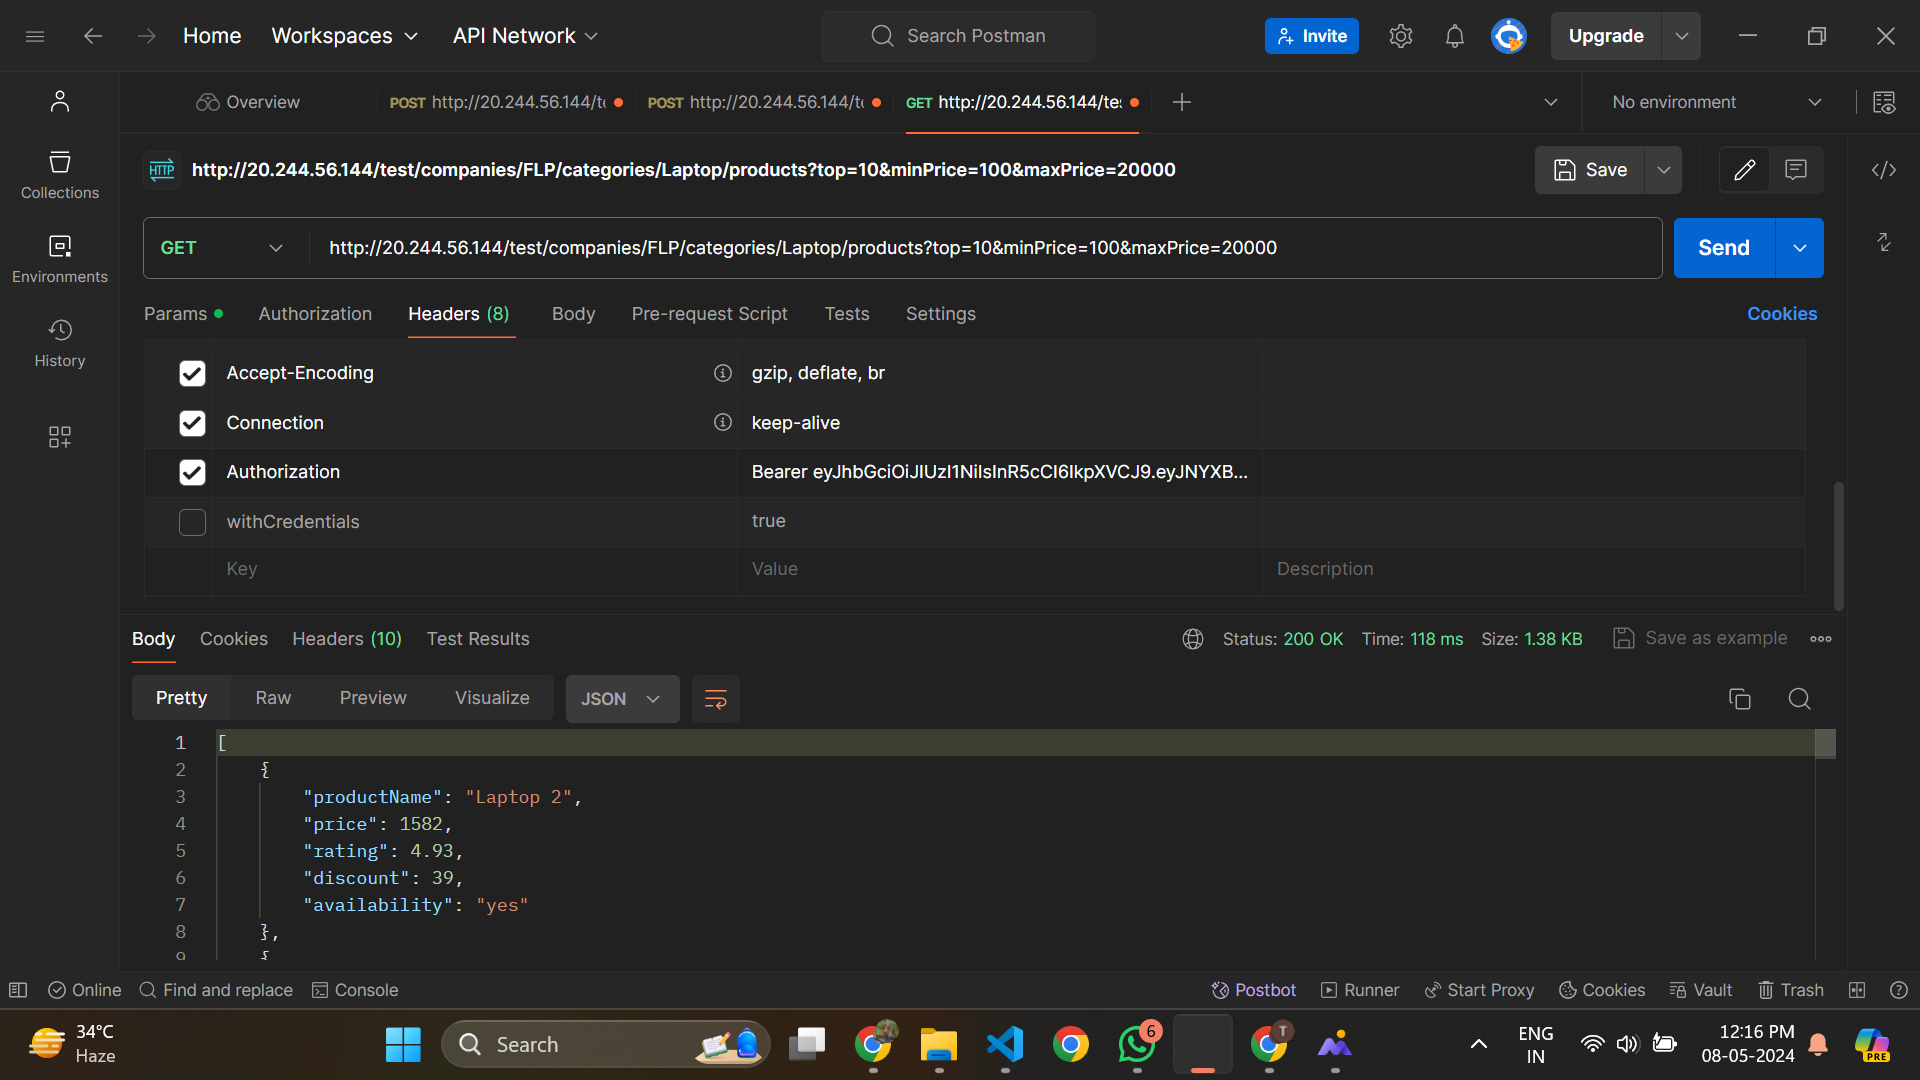 Home
Workspaces
API Network
Search Postman
Invite
Upgrade
Overview
POST http://20.244.56.144/te
POST http://20.244.56.144/t
GET http://20.244.56.144/tes
No environment
Collections
Environments
History
HTTP
http://20.244.56.144/test/companies/FLP/categories/Laptop/products?top=10&minPrice=100&maxPrice=20000
Save
GET
http://20.244.56.144/test/companies/FLP/categories/Laptop/products?top=10&minPrice=100&maxPrice=20000
Send
Params
Authorization
Headers (8)
Body
Pre-request Script
Tests
Settings
Cookies
Accept-Encoding
gzip, deflate, br
Connection
keep-alive
Authorization
Bearer eyJhbGciOiJIUzI1NiIsInR5cCI6IkpXVCJ9.eyJNYXB...
withCredentials
true
Key
Value
Description
Body
Cookies
Headers (10)
Test Results
Status: 200 OK
Time: 118 ms
Size: 1.38 KB
Save as example
Pretty
Raw
Preview
Visualize
JSON
1 [
2 {
3 "productName": "Laptop 2",
4 "price": 1582,
5 "rating": 4.93,
6 "discount": 39,
7 "availability": "yes"
8 },
9 {
Online
Find and replace
Console
Postbot
Runner
Start Proxy
Cookies
Vault
Trash
34°C
Haze
Search
6
T
ENG
IN
12:16 PM
08-05-2024
PRE